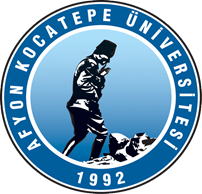 AFYON KOCATEPE ÜNİVERSİTESİ
1992